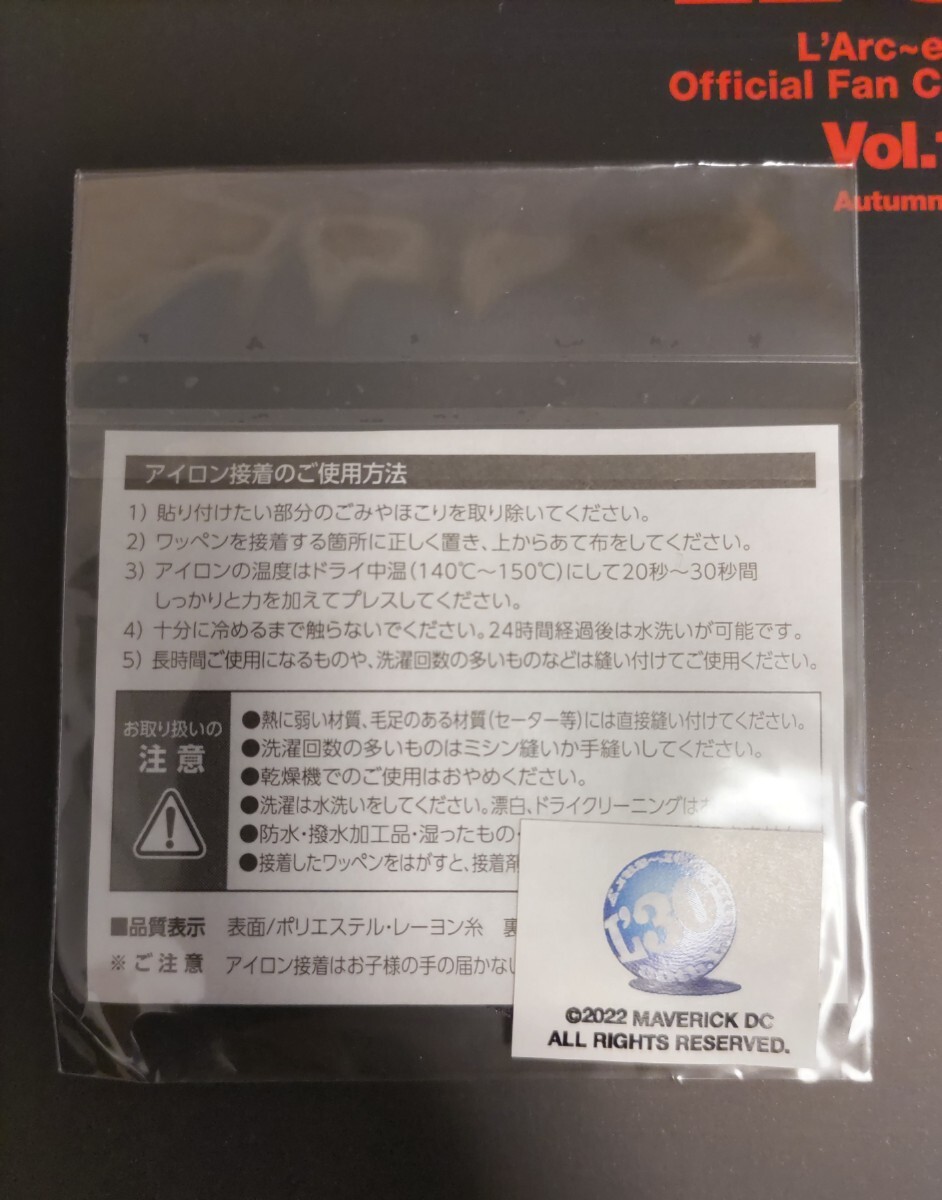 L'Arc~e
Official Fan C
Vol.
Autumn
アイロン接着のご使用方法
1) 貼り付けたい部分のごみやほこりを取り除いてください。
2) ワッペンを接着する箇所に正しく置き、上からあて布をしてください。
3) アイロンの温度はドライ中温(140℃～150℃)にして20秒～30秒間
しっかりと力を加えてプレスしてください。
4) 十分に冷めるまで触らないでください。24時間経過後は水洗いが可能です。
5) 長時間ご使用になるものや、洗濯回数の多いものなどは縫い付けてご使用ください。
お取り扱いの
注意
●熱に弱い材質、毛足のある材質(セーター等)には直接縫い付けてください。
●洗濯回数の多いものはミシン縫いか手縫いしてください。
●乾燥機でのご使用はおやめください。
●洗濯は水洗いをしてください。漂白、ドライクリーニングは
●防水・撥水加工品・湿ったもの・
●接着したワッペンをはがすと、接着剤
■品質表示 表面/ポリエステル・レーヨン糸 裏
※ご注意 アイロン接着はお子様の手の届かない
L'30
©2022 MAVERICK DC
ALL RIGHTS RESERVED.